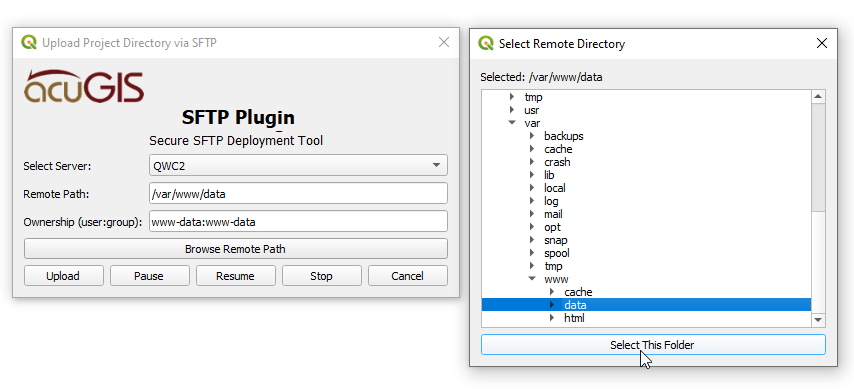 Upload Project Directory via SFTP
acuGIS
SFTP Plugin
Secure SFTP Deployment Tool
Select Server: QWC2
Remote Path: /var/www/data
Ownership (user:group): www-data:www-data
Browse Remote Path
Upload Pause Resume Stop Cancel
Select Remote Directory
Selected: /var/www/data
tmp
usr
var
backups
cache
crash
lib
local
log
mail
opt
snap
spool
tmp
www
cache
data
html
Select This Folder